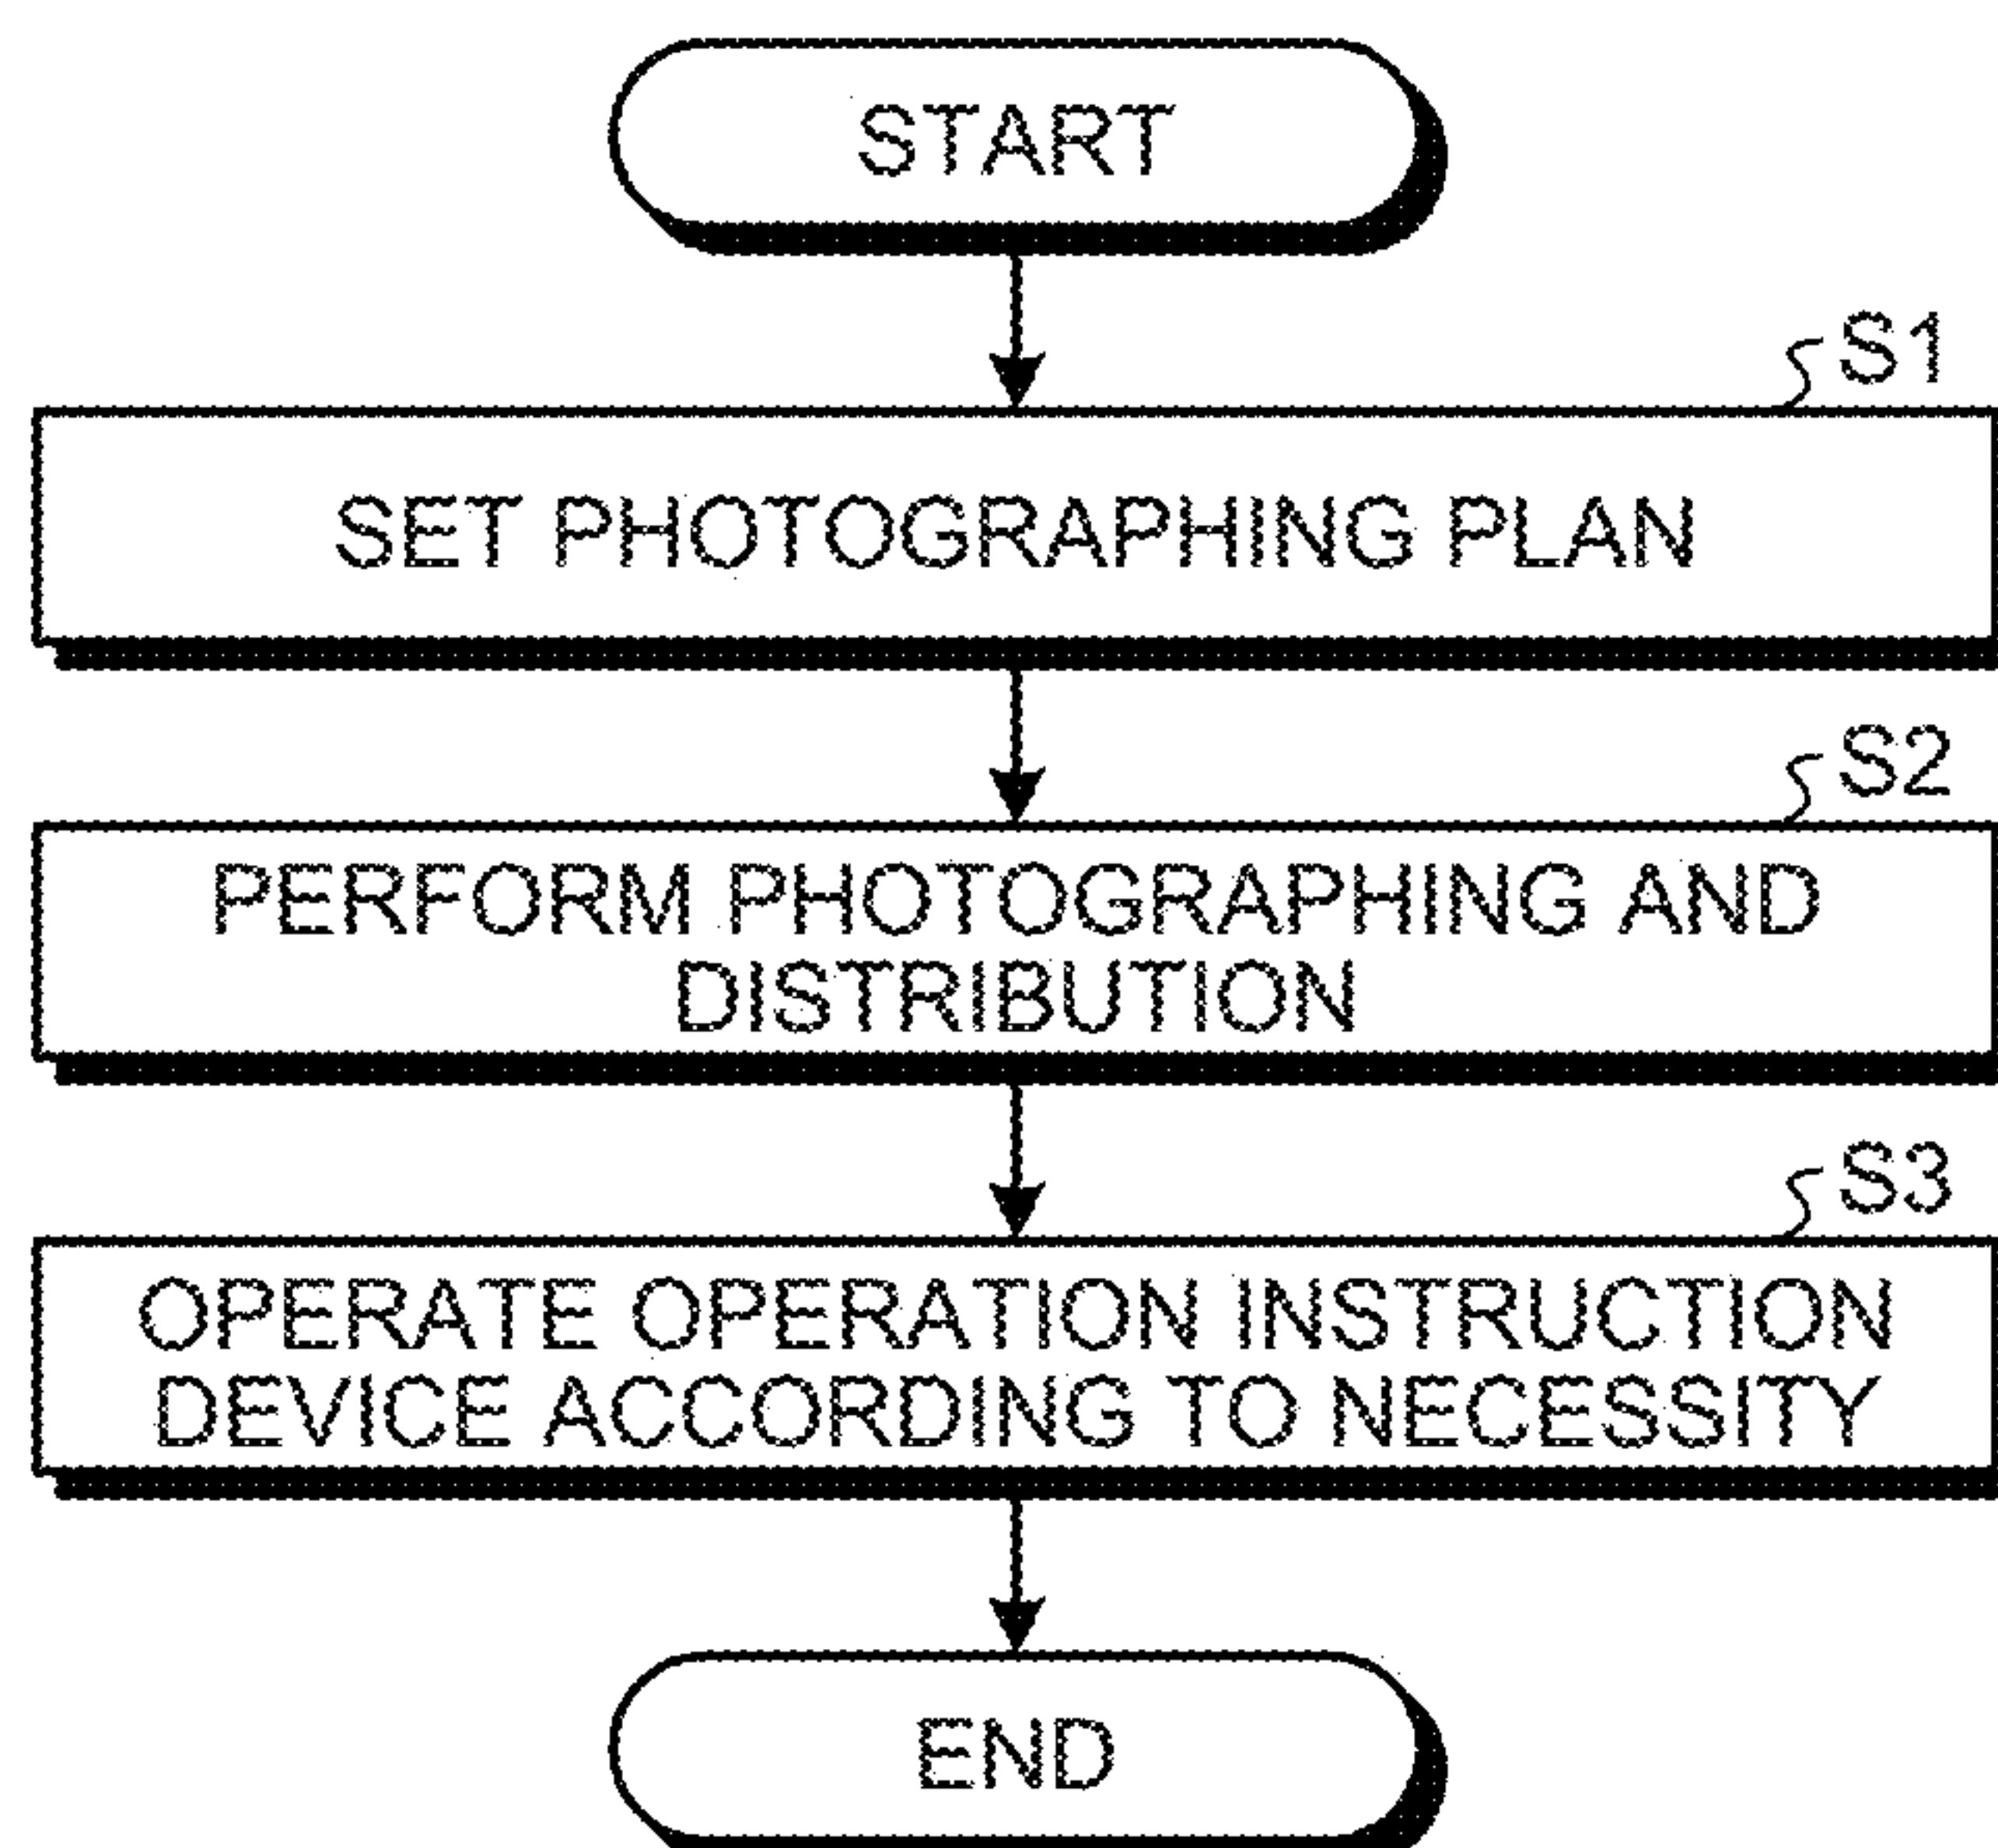 START
S1
SET PHOTOGRAPHING PLAN
S2
PERFORM PHOTOGRAPHING AND
DISTRIBUTION
S3
OPERATE OPERATION INSTRUCTION
DEVICE ACCORDING TO NECESSITY
END